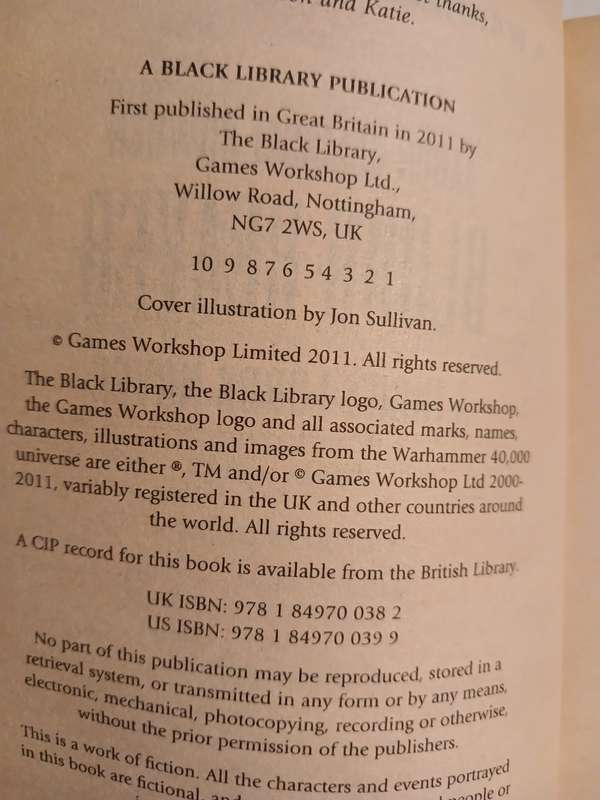 thanks,
and Katie.
A BLACK LIBRARY PUBLICATION
First published in Great Britain in 2011 by
The Black Library,
Games Workshop Ltd.,
Willow Road, Nottingham,
NG7 2WS, UK
10 9 8 7 6 5 4 3 2 1
Cover illustration by Jon Sullivan.
© Games Workshop Limited 2011. All rights reserved.
The Black Library, the Black Library logo, Games Workshop,
the Games Workshop logo and all associated marks, names,
characters, illustrations and images from the Warhammer 40,000
universe are either ®, TM and/or © Games Workshop Ltd 2000-
2011, variably registered in the UK and other countries around
the world. All rights reserved.
A CIP record for this book is available from the British Library.
UK ISBN: 978 1 84970 038 2
US ISBN: 978 1 84970 039 9
No part of this publication may be reproduced, stored in a
retrieval system, or transmitted in any form or by any means,
electronic, mechanical, photocopying, recording or otherwise,
without the prior permission of the publishers.
This is a work of fiction. All the characters and events portrayed
in this book are fictional, and people or